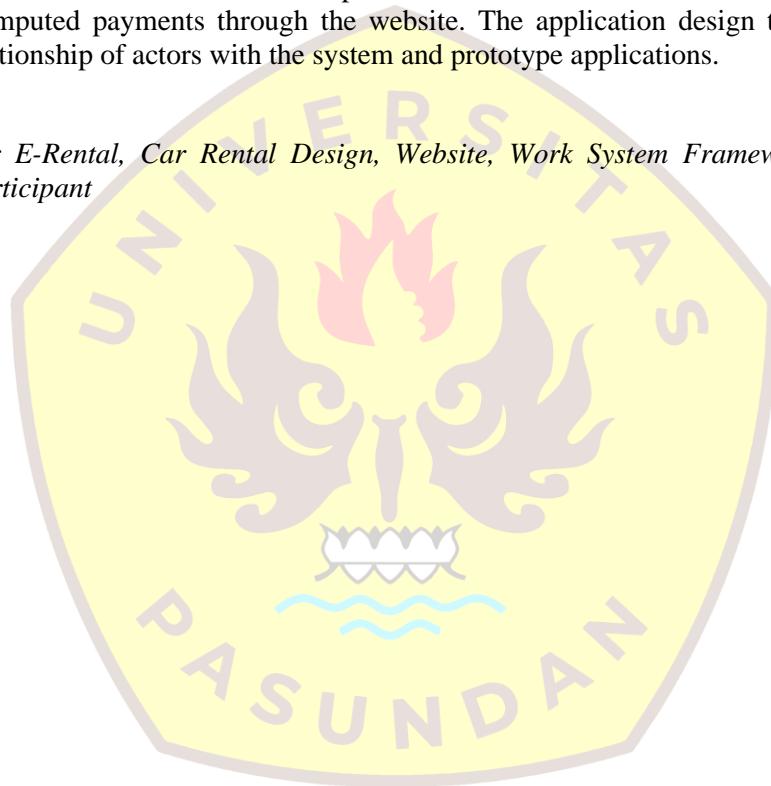 mputed payments through the website. The application design t
tionship of actors with the system and prototype applications.
: E-Rental, Car Rental Design, Website, Work System Framew
rticipant
UNIVERSITAS
PASUNDAN